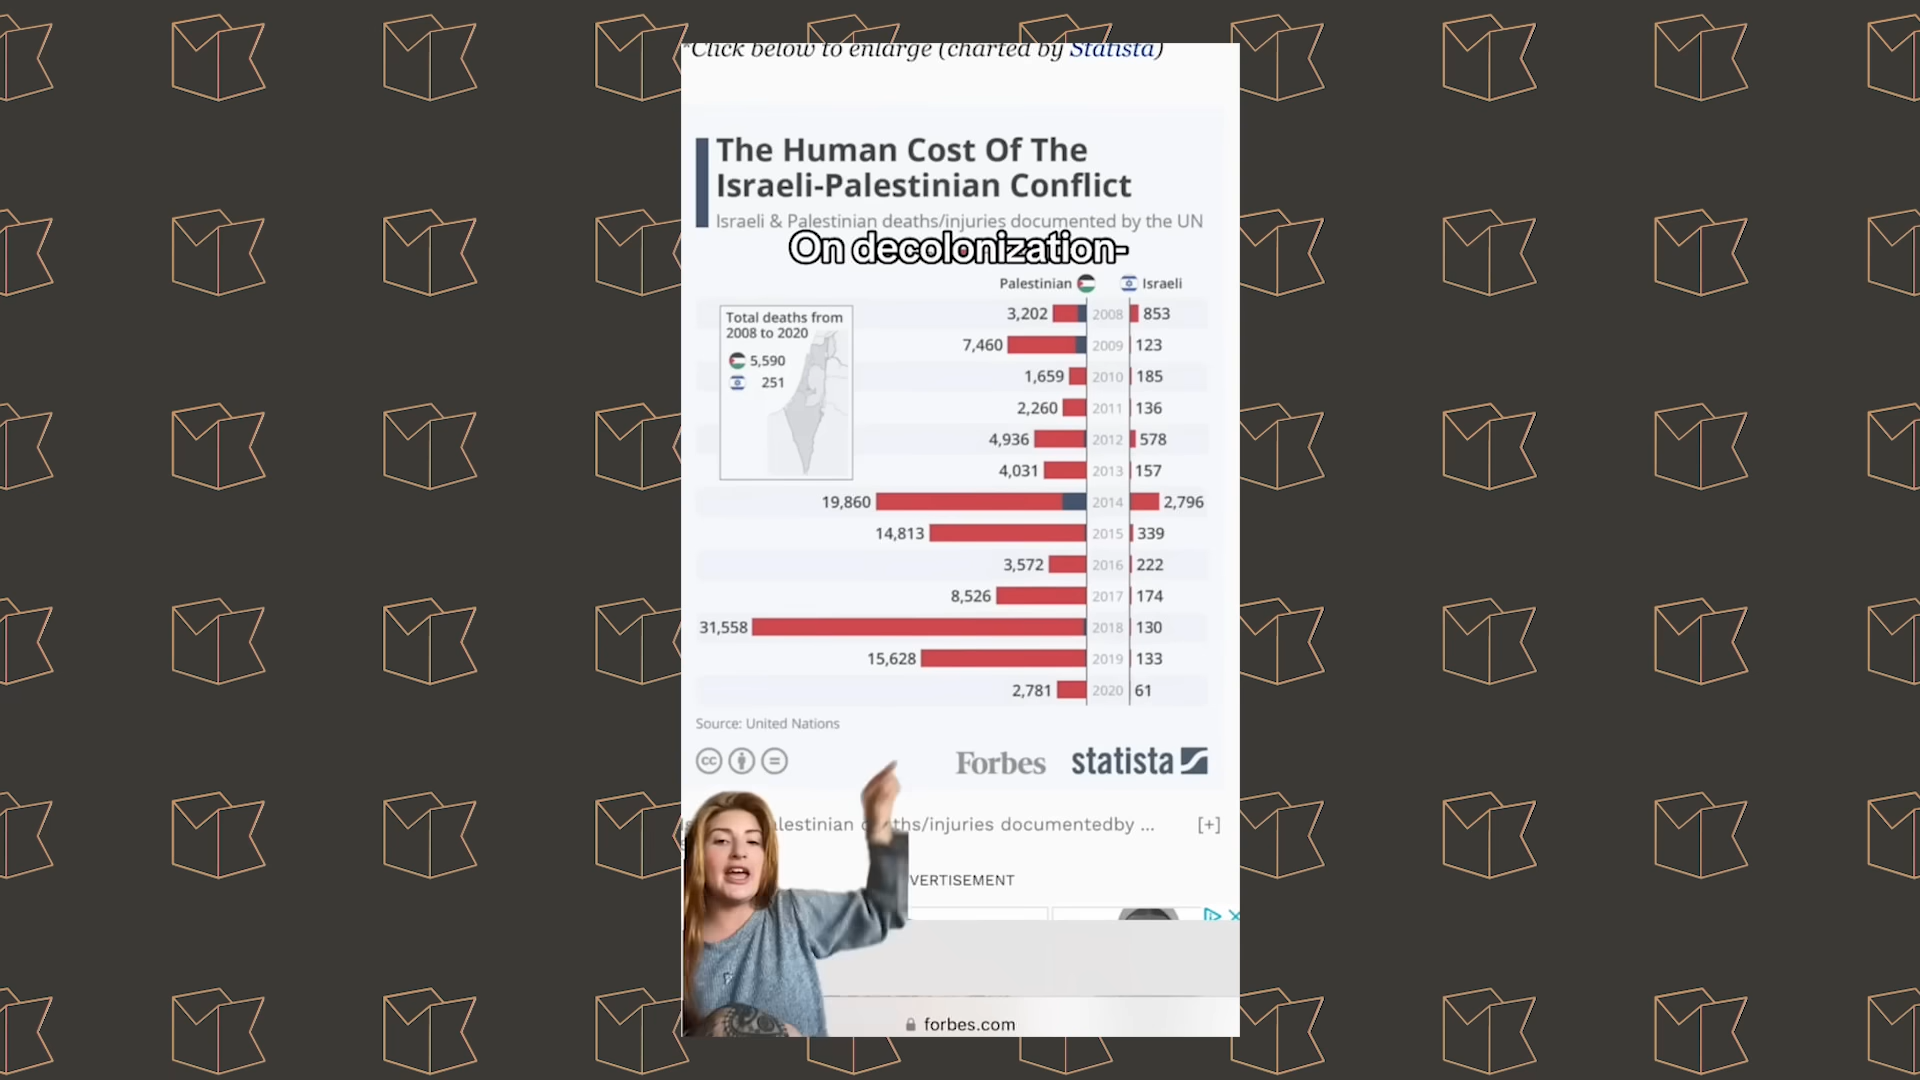 *Click below to enlarge (charted by Statista)
The Human Cost Of The
Israeli-Palestinian Conflict
Israeli & Palestinian deaths/injuries documented by the UN
On decolonization-
Palestinian Israeli
Total deaths from
2008 to 2020
5,590
251
3,202 2008 853
7,460 2009 123
1,659 2010 185
2,260 2011 136
4,936 2012 578
4,031 2013 157
19,860 2014 2,796
14,813 2015 339
3,572 2016 222
8,526 2017 174
31,558 2018 130
15,628 2019 133
2,781 2020 61
Source: United Nations
cc
Forbes statista
documentedby ... [+]
VERTISEMENT
forbes.com